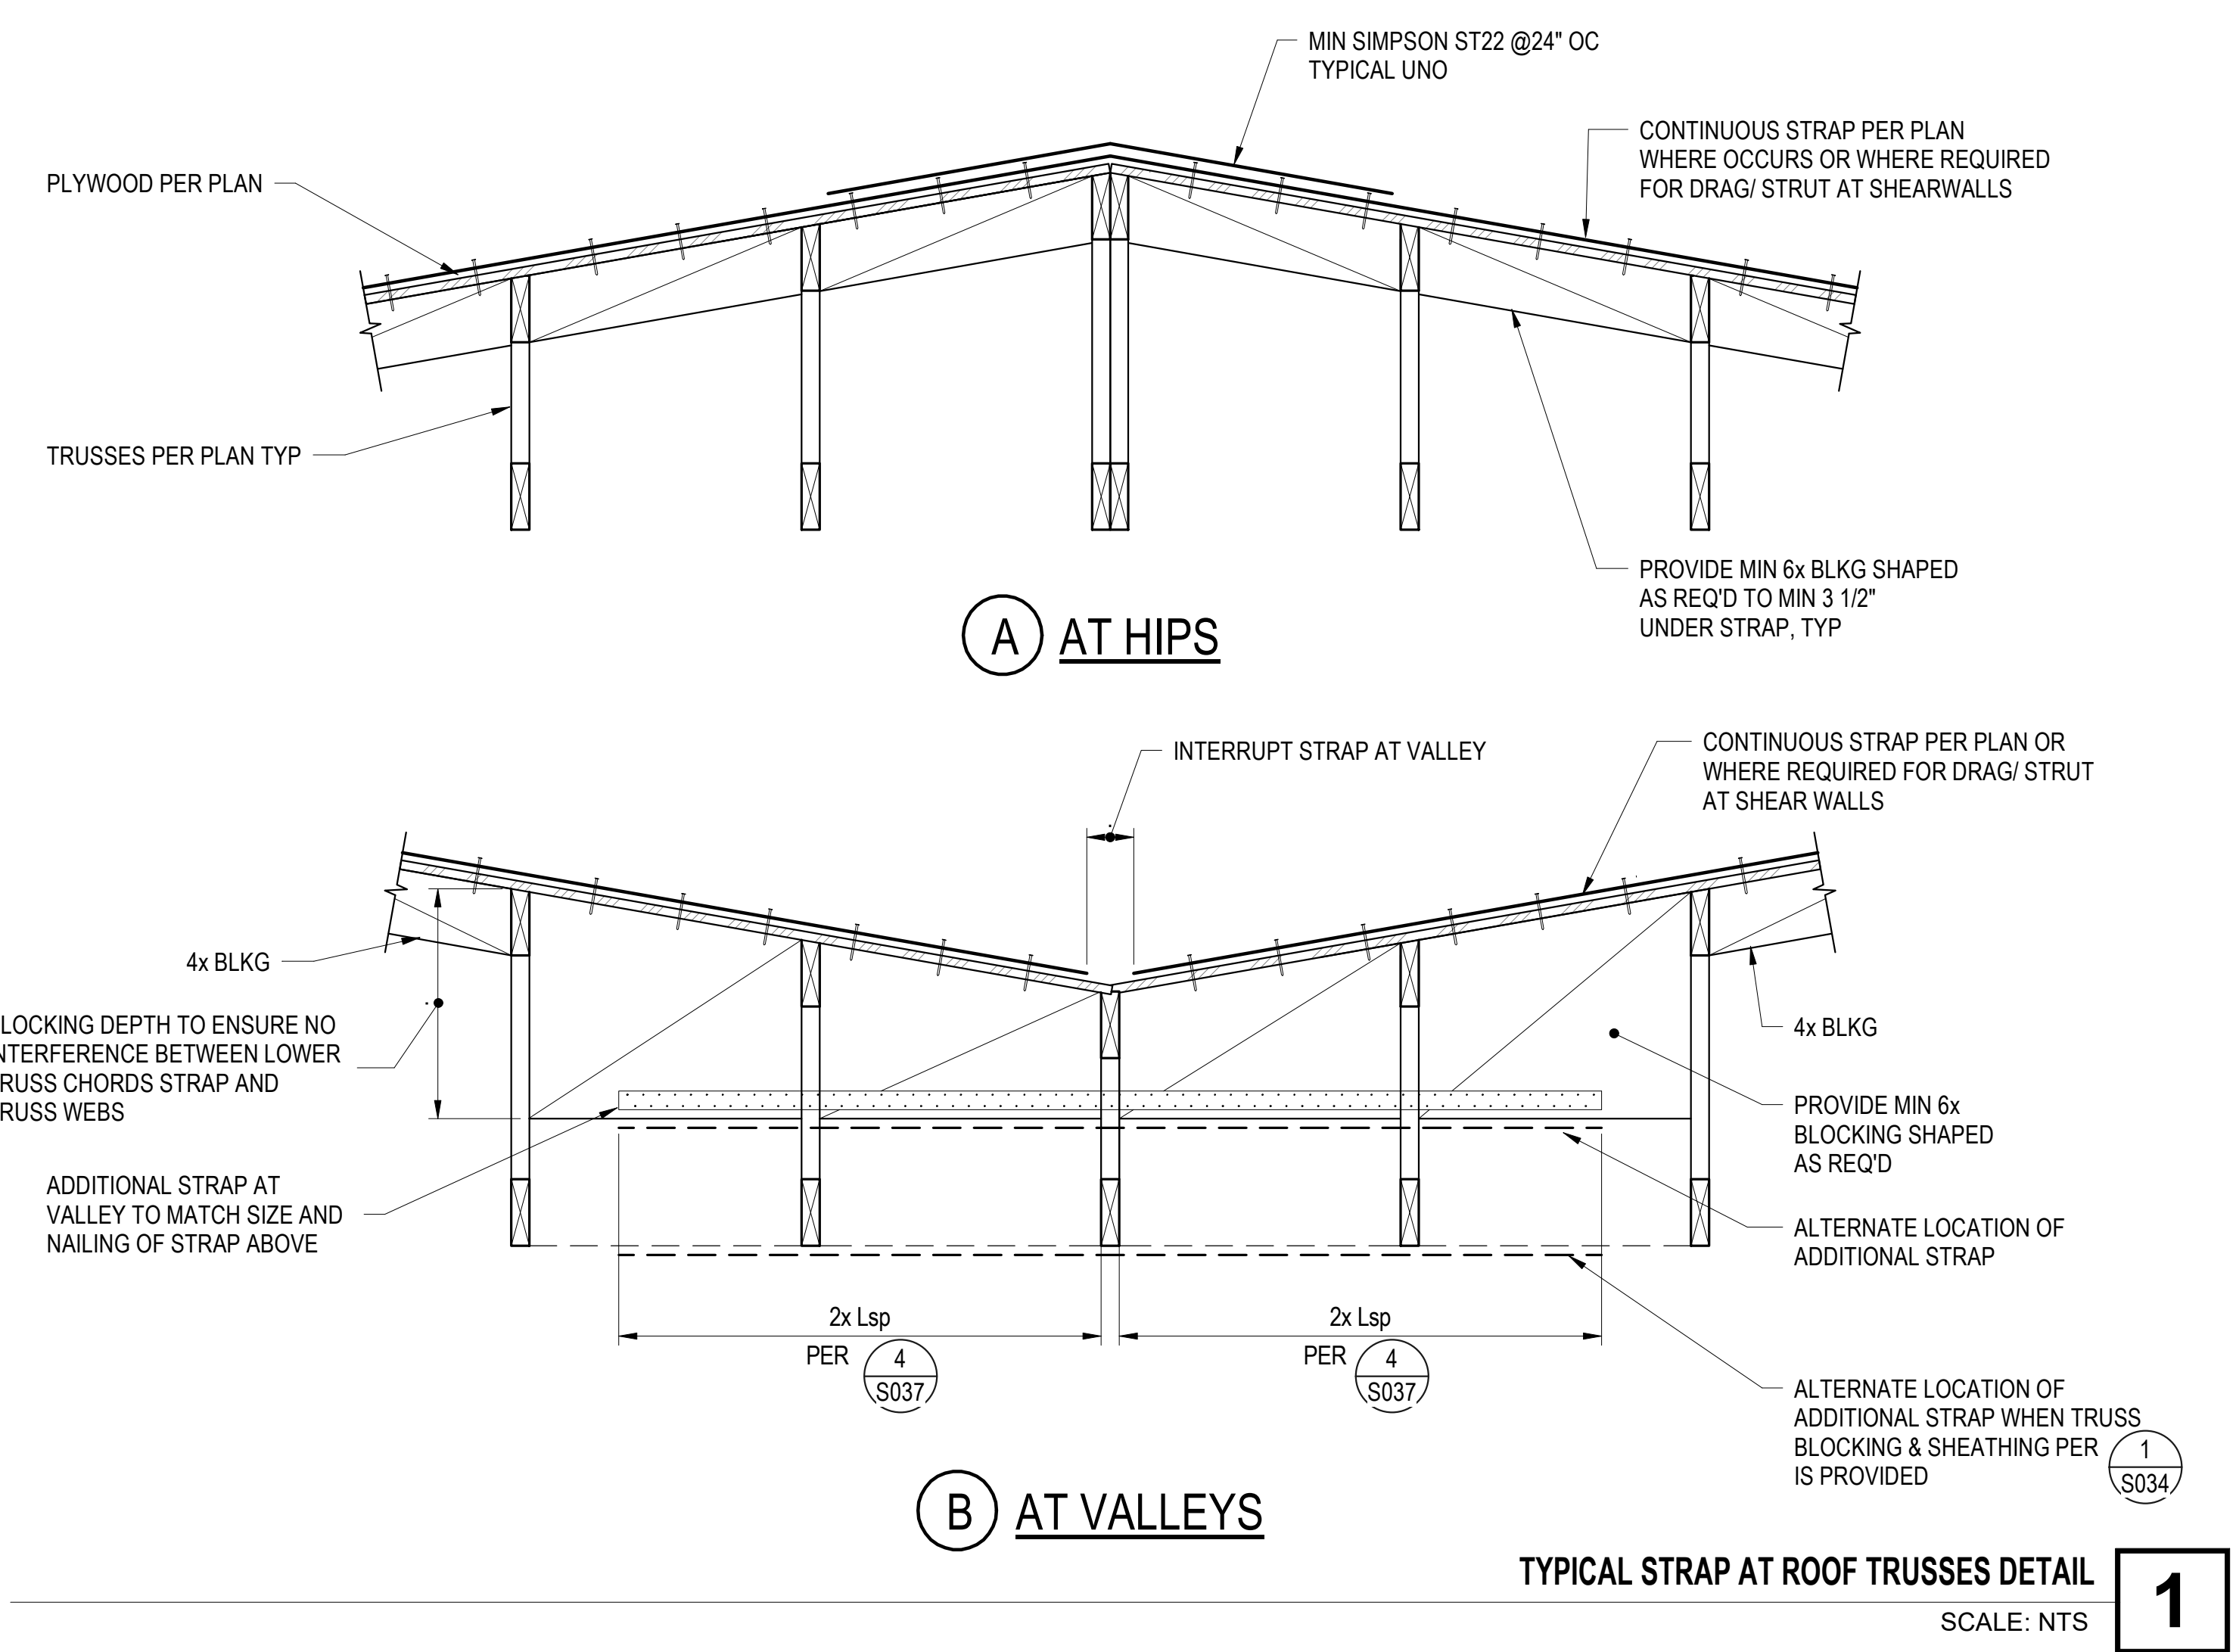 MIN SIMPSON ST22 @24" OC
TYPICAL UNO
CONTINUOUS STRAP PER PLAN
WHERE OCCURS OR WHERE REQUIRED
FOR DRAG/ STRUT AT SHEARWALLS
PLYWOOD PER PLAN
TRUSSES PER PLAN TYP
PROVIDE MIN 6x BLKG SHAPED
AS REQ'D TO MIN 3 1/2"
UNDER STRAP, TYP
A AT HIPS
INTERRUPT STRAP AT VALLEY
CONTINUOUS STRAP PER PLAN OR
WHERE REQUIRED FOR DRAG/ STRUT
AT SHEAR WALLS
4x BLKG
LOCKING DEPTH TO ENSURE NO
NTERFERENCE BETWEEN LOWER
RUSS CHORDS STRAP AND
RUSS WEBS
ADDITIONAL STRAP AT
VALLEY TO MATCH SIZE AND
NAILING OF STRAP ABOVE
4x BLKG
PROVIDE MIN 6x
BLOCKING SHAPED
AS REQ'D
ALTERNATE LOCATION OF
ADDITIONAL STRAP
2x Lsp
PER 4
S037
2x Lsp
PER 4
S037
ALTERNATE LOCATION OF
ADDITIONAL STRAP WHEN TRUSS
BLOCKING & SHEATHING PER 1
S034
IS PROVIDED
B AT VALLEYS
TYPICAL STRAP AT ROOF TRUSSES DETAIL
1
SCALE: NTS